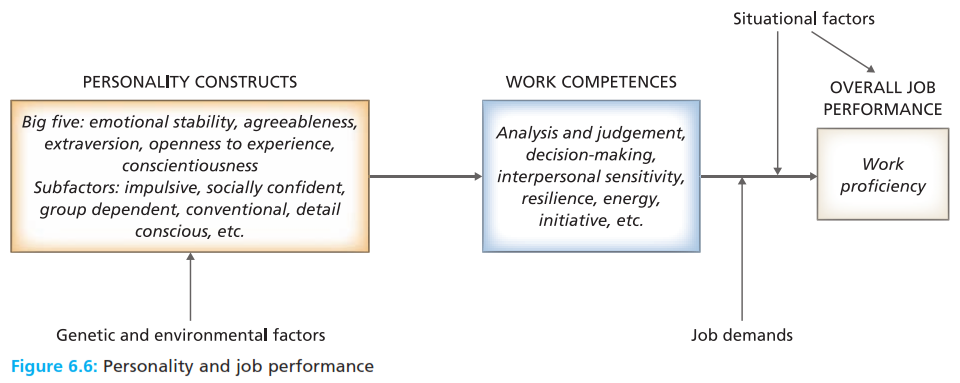 Situational factors
PERSONALITY CONSTRUCTS
Big five: emotional stability, agreeableness,
extraversion, openness to experience,
conscientiousness
Subfactors: impulsive, socially confident,
group dependent, conventional, detail
conscious, etc.
WORK COMPETENCES
Analysis and judgement,
decision-making,
interpersonal sensitivity,
resilience, energy,
initiative, etc.
OVERALL JOB
PERFORMANCE
Work
proficiency
Genetic and environmental factors
Job demands
Figure 6.6: Personality and job performance